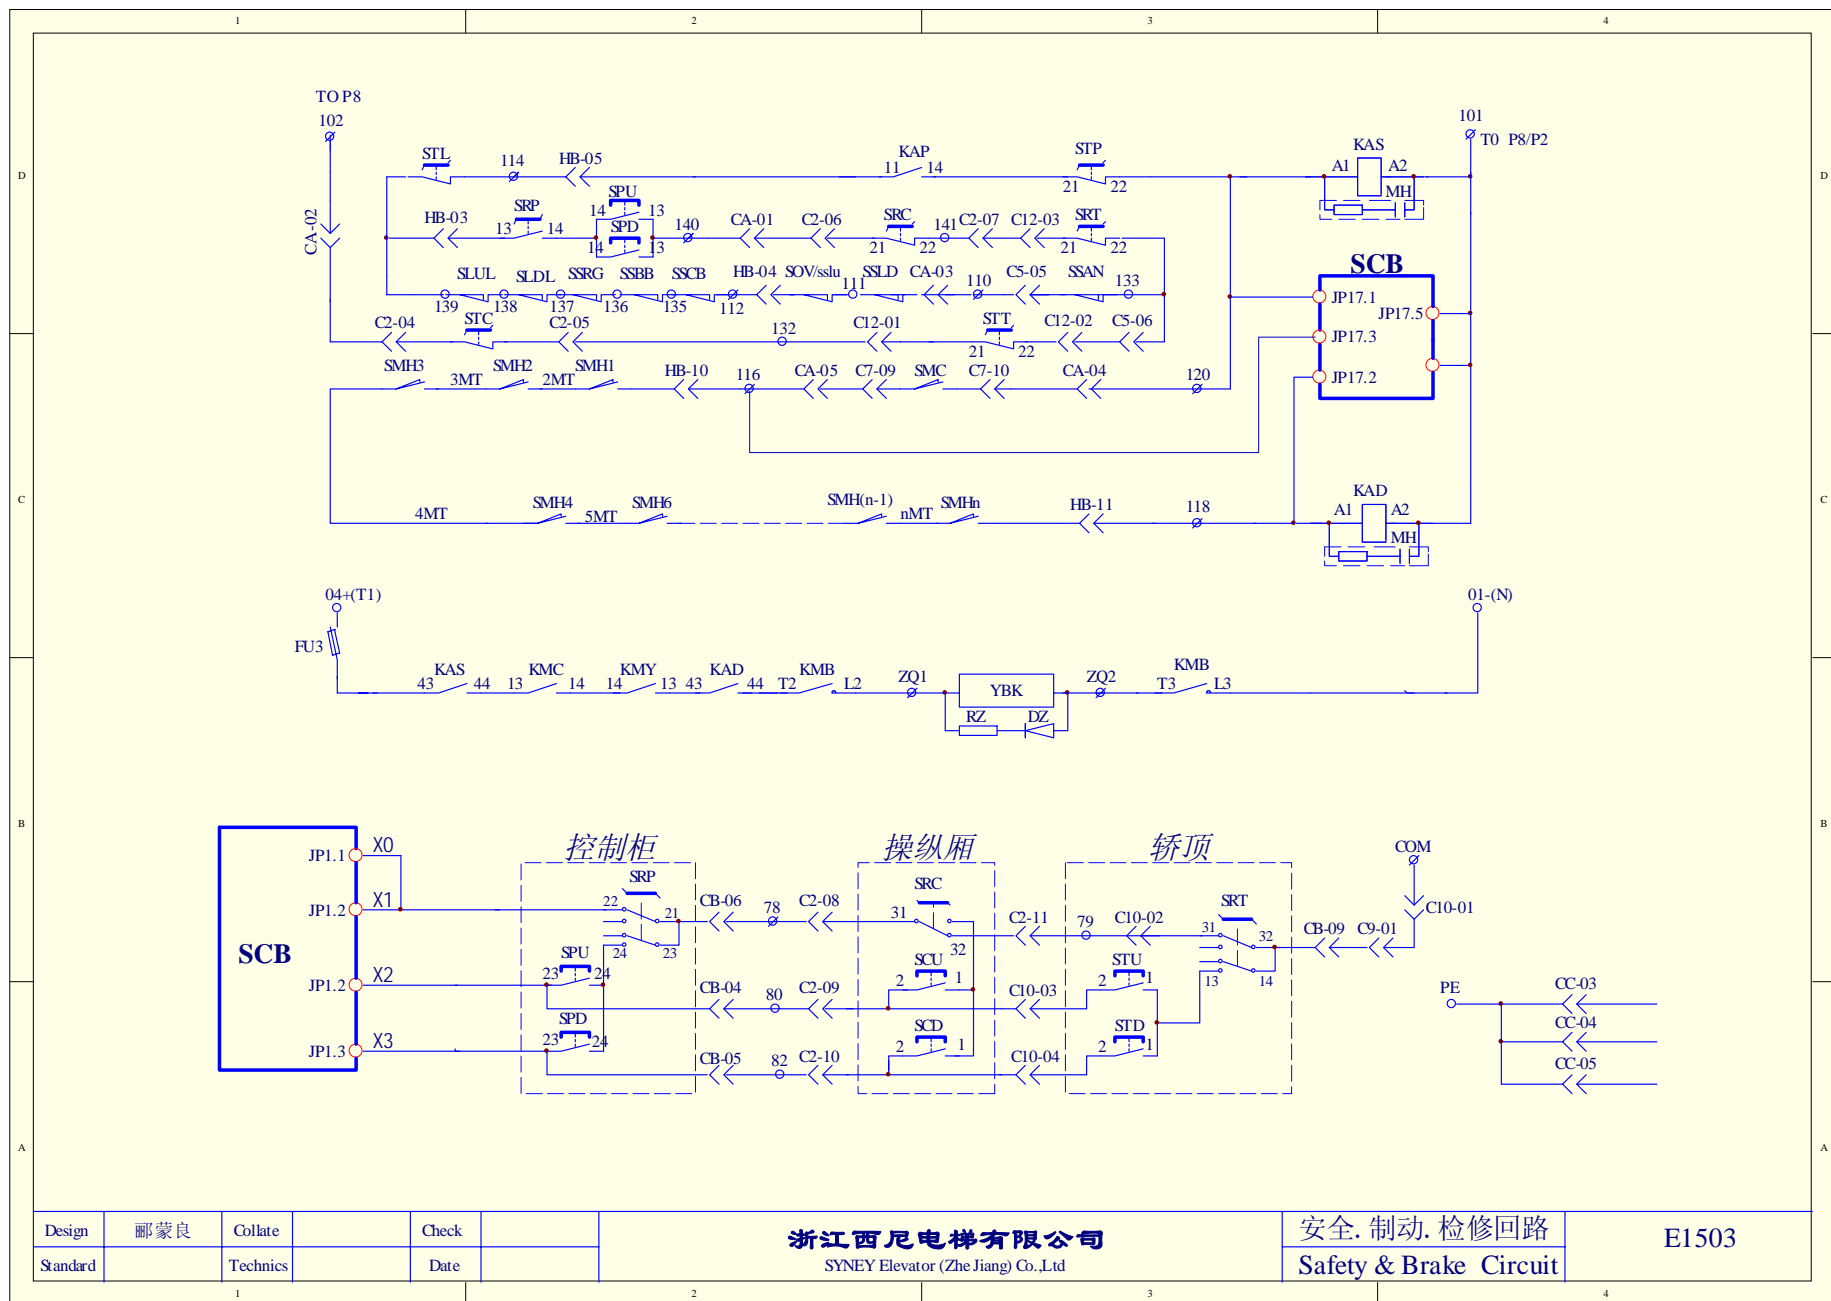 1 2 3 4
TO P8
102
101
T0 P8/P2
D D
STL 114 HB-05 KAP STP KAS
11 14 21 22 A1 A2
MH
CA-02
HB-03 SRP SPU 140 CA-01 C2-06 SRC 141 C2-07 C12-03 SRT
13 14 14 13 21 22 21 22
SPD
14 13
SCB
SLUL SLDL SSRG SSBB SSCB HB-04 SOV/sslu SSLD CA-03 C5-05 SSAN
139 138 137 136 135 112 111 110 133
JP17.1
JP17.5
JP17.3
JP17.2
C2-04 STC C2-05 132 C12-01 STT C12-02 C5-06
21 22
SMH3 3MT SMH2 2MT SMH1 HB-10 116 CA-05 C7-09 SMC C7-10 CA-04 120
C C
4MT SMH4 5MT SMH6 SMH(n-1) nMT SMHn HB-11 118 KAD
A1 A2
MH
04+(T1) 01-(N)
FU3
KAS KMC KMY KAD KMB ZQ1 YBK ZQ2 KMB
43 44 13 14 14 13 43 44 T2 L2 T3 L3
RZ DZ
B B
控制柜 操纵厢 轿顶
SCB
JP1.1 X0
JP1.2 X1
JP1.2 X2
JP1.3 X3
SRP
22 21
24 23
SPU
23 24
SPD
23 24
CB-06 78 C2-08
CB-04 80 C2-09
CB-05 82 C2-10
SRC
31
32
SCU
2 1
SCD
2 1
C2-11 79 C10-02
C10-03
C10-04
SRT
31 32
13 14
STU
2 1
STD
2 1
CB-09 C9-01
COM
C10-01
PE
CC-03
CC-04
CC-05
A A
Design 郦蒙良 Collate Check
Standard Technics Date
浙江西尼电梯有限公司
SYNEY Elevator (Zhe Jiang) Co.,Ltd
安全. 制动. 检修回路
Safety & Brake Circuit
E1503
1 2 3 4